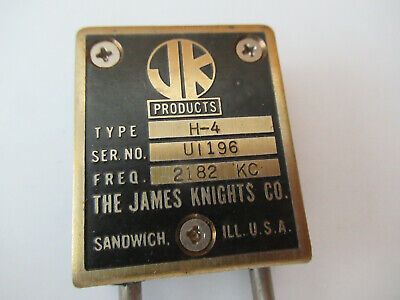 JK
PRODUCTS
TYPE H-4
SER. NO. U1196
FREQ. 2182 KC
THE JAMES KNIGHTS CO.
SANDWICH, ILL. U.S.A.